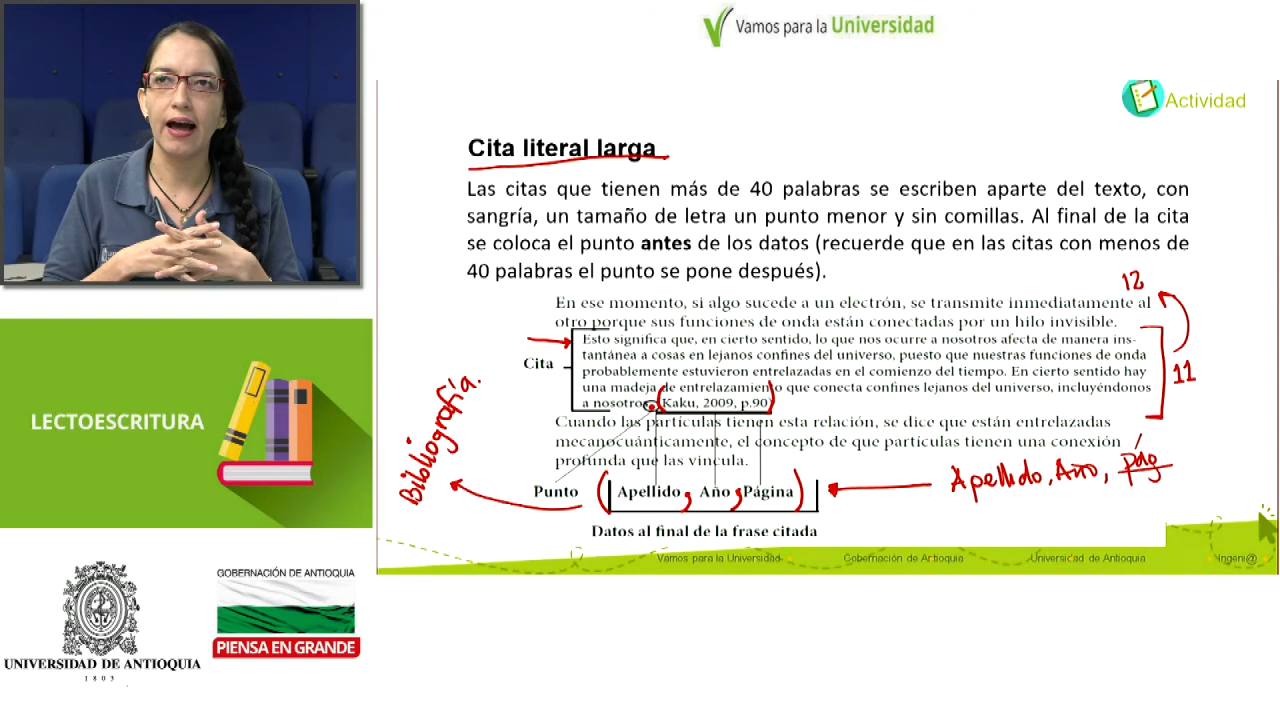 Vamos para la Universidad
Actividad
Cita literal larga
Las citas que tienen más de 40 palabras se escriben aparte del texto, con
sangría, un tamaño de letra un punto menor y sin comillas. Al final de la cita
se coloca el punto antes de los datos (recuerde que en las citas con menos de
40 palabras el punto se pone después).
12
En ese momento, si algo sucede a un electrón, se transmite inmediatamente al
otro porque sus funciones de onda están conectadas por un hilo invisible.
Cita
Esto significa que, en cierto sentido, lo que nos ocurre a nosotros afecta de manera ins-
tantánea a cosas en lejanos confines del universo, puesto que nuestras funciones de onda
probablemente estuvieron entrelazadas en el comienzo del tiempo. En cierto sentido hay
una madeja de entrelazamiento que conecta confines lejanos del universo, incluyéndonos
a nosotros. (Kaku, 2009, p.90)
11
Cuando las partículas tienen esta relación, se dice que están entrelazadas
mecanocuánticamente, el concepto de que partículas tienen una conexión
profunda que las vincula.
Bibliografía.
Punto (Apellido, Año, Página)
Apellido, Año, pág
Datos al final de la frase citada
Vamos para la Universidad Gobernación de Antioquia Universidad de Antioquia Ingeni@
LECTOESCRITURA
UNIVERSIDAD DE ANTIOQUIA
1803
GOBERNACIÓN DE ANTIOQUIA
PIENSA EN GRANDE